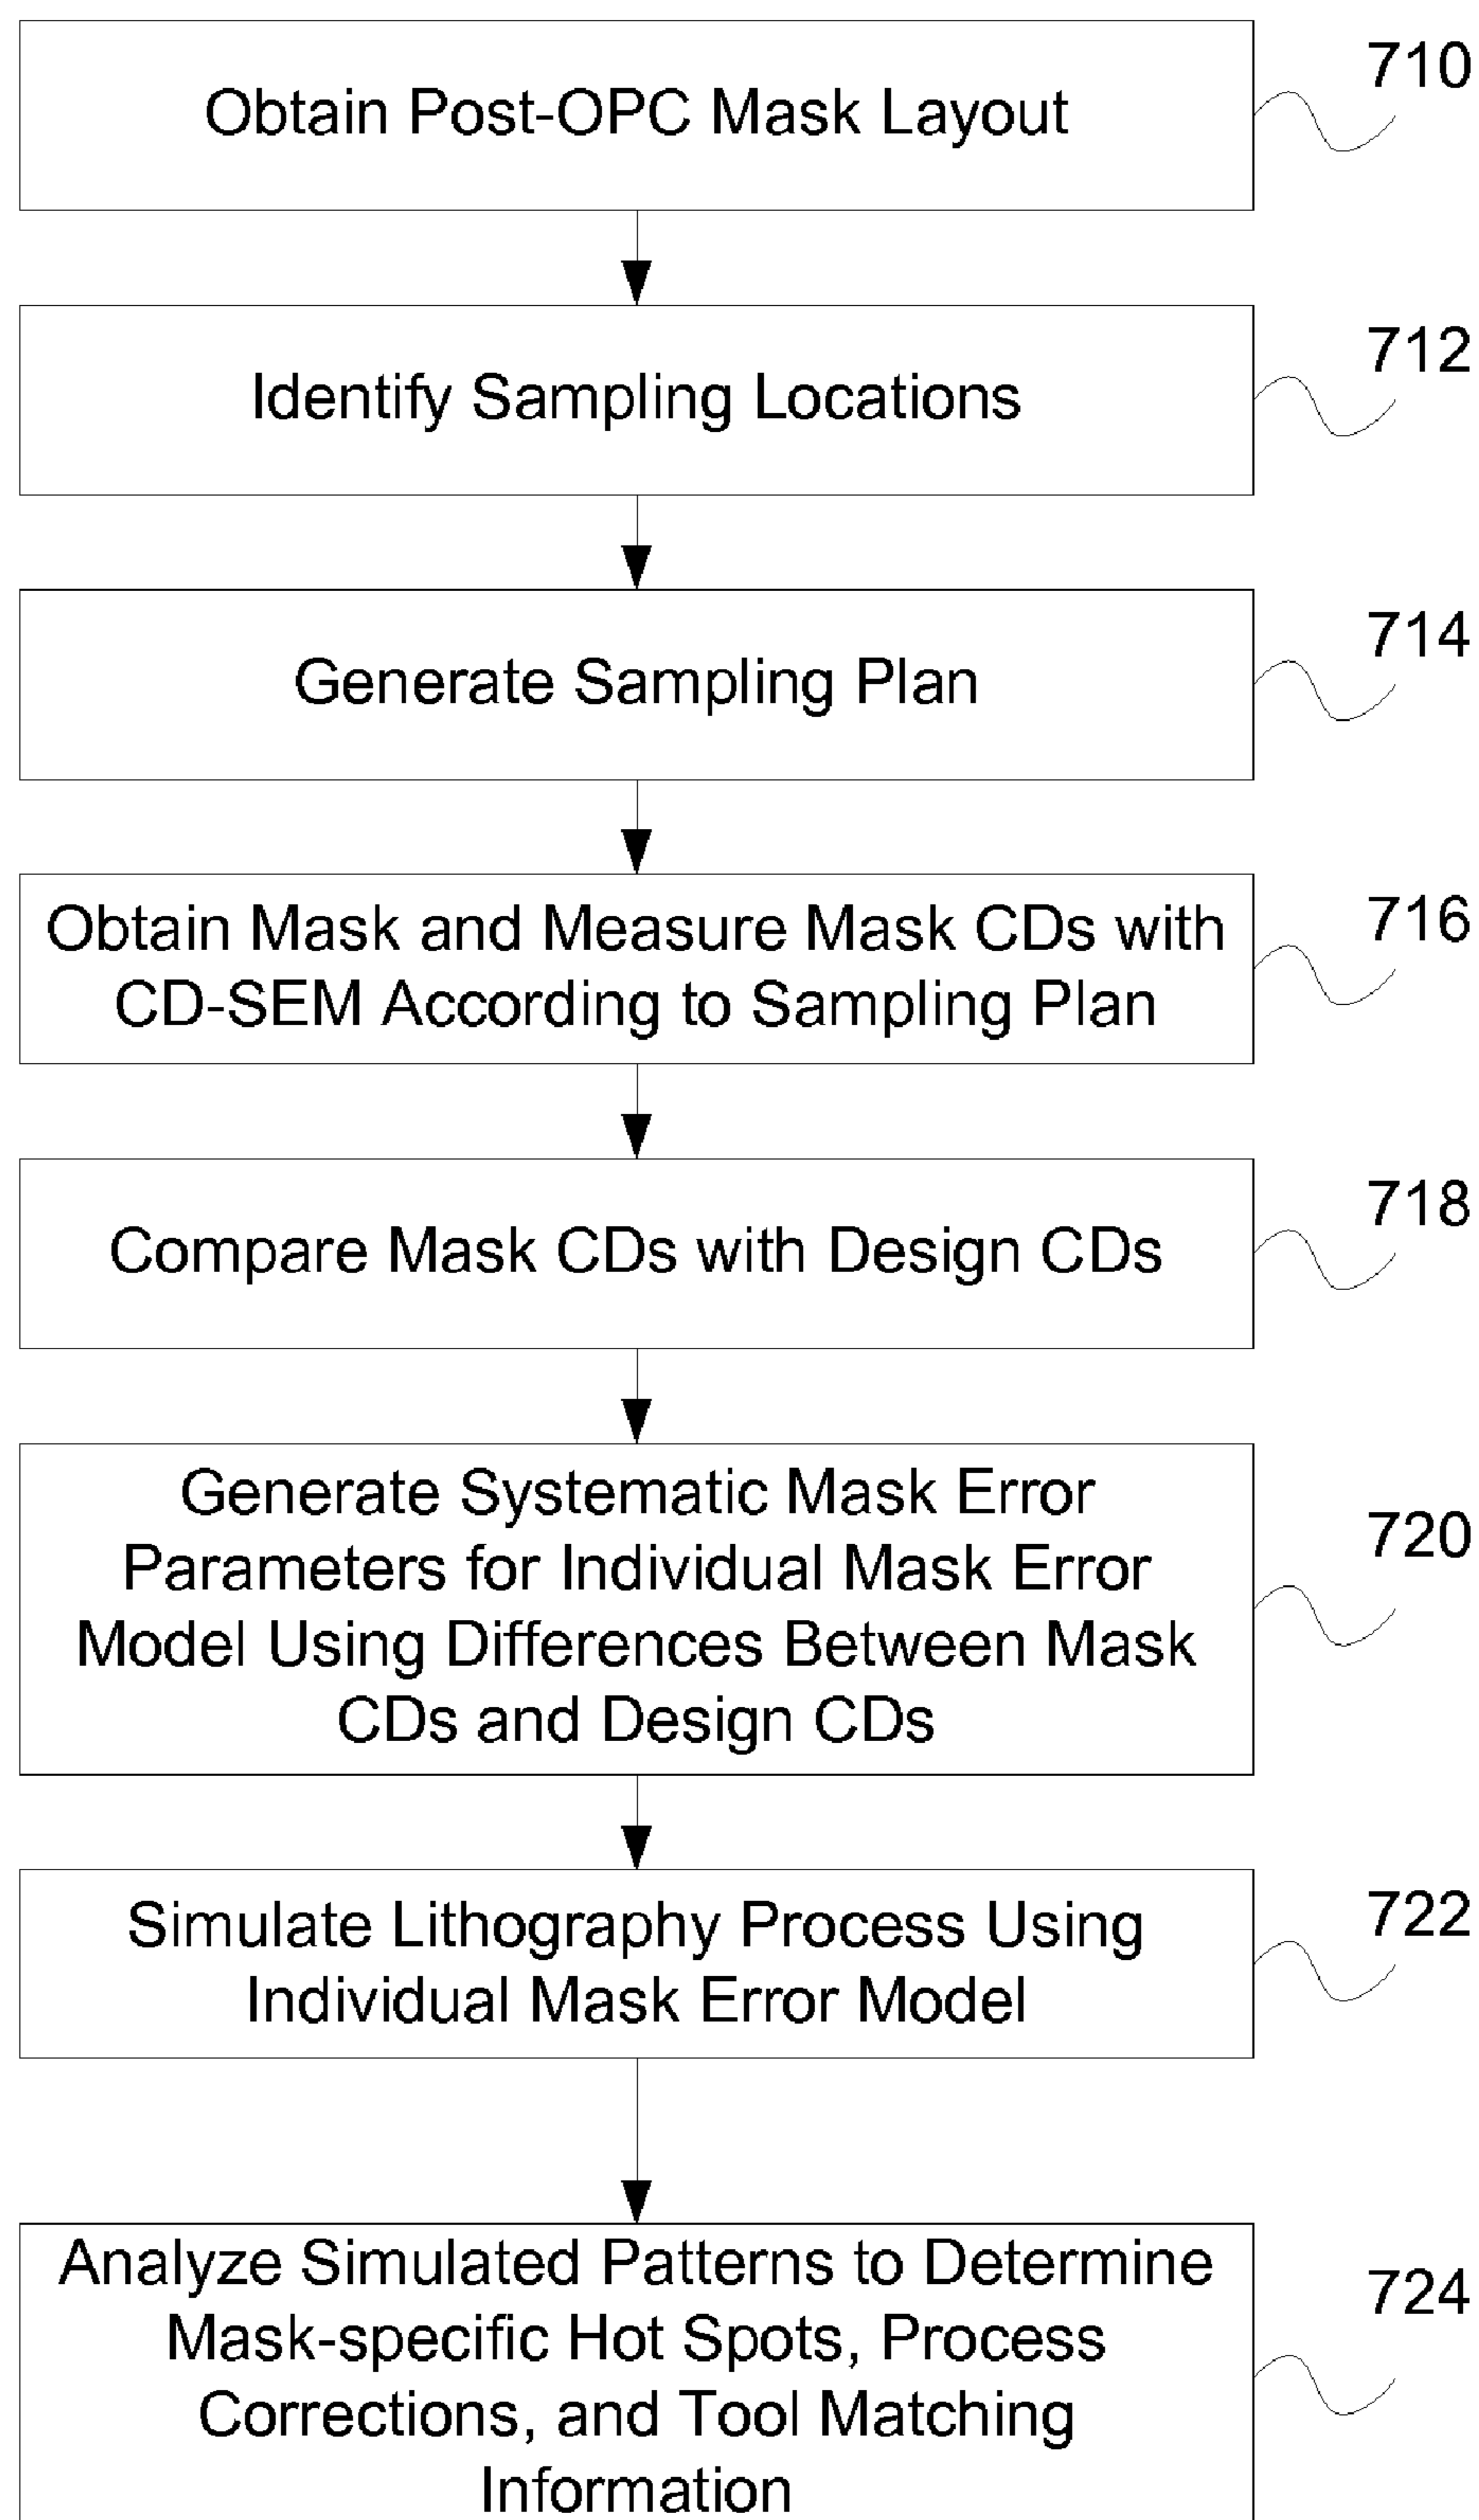 Obtain Post-OPC Mask Layout
710
Identify Sampling Locations
712
Generate Sampling Plan
714
Obtain Mask and Measure Mask CDs with
CD-SEM According to Sampling Plan
716
Compare Mask CDs with Design CDs
718
Generate Systematic Mask Error
Parameters for Individual Mask Error
Model Using Differences Between Mask
CDs and Design CDs
720
Simulate Lithography Process Using
Individual Mask Error Model
722
Analyze Simulated Patterns to Determine
Mask-specific Hot Spots, Process
Corrections, and Tool Matching
Information
724